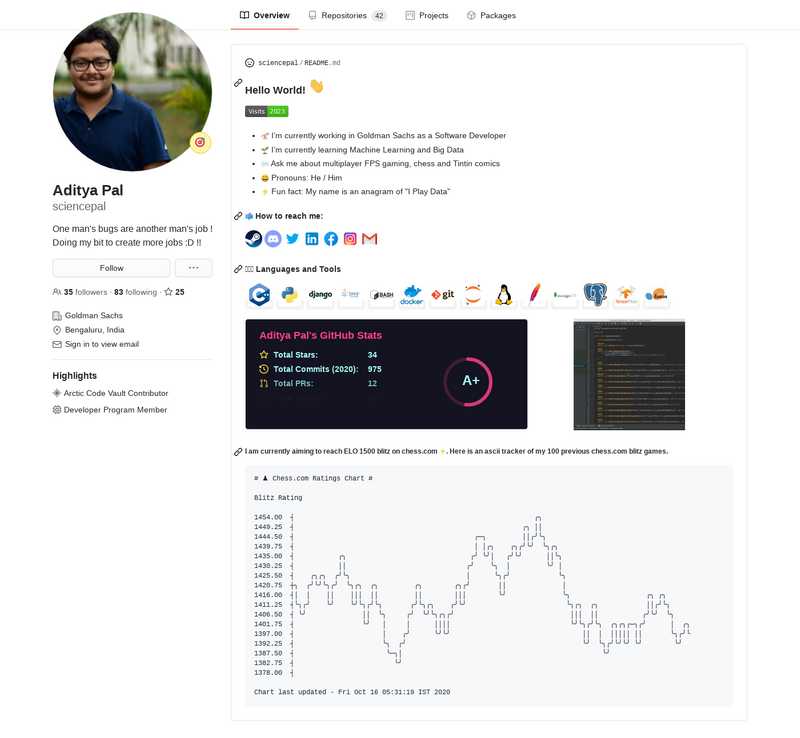 Overview
Repositories 42
Projects
Packages
Aditya Pal
sciencepal
One man's bugs are another man's job !
Doing my bit to create more jobs :D !!
Follow
35 followers · 83 following · 25
Goldman Sachs
Bengaluru, India
Sign in to view email
Highlights
Arctic Code Vault Contributor
Developer Program Member
sciencepal / README.md
Hello World! 👋
Visits 2023
I'm currently working in Goldman Sachs as a Software Developer
I'm currently learning Machine Learning and Big Data
Ask me about multiplayer FPS gaming, chess and Tintin comics
Pronouns: He / Him
Fun fact: My name is an anagram of "I Play Data"
How to reach me:
Languages and Tools
django
BASH
docker
git
Aditya Pal's GitHub Stats
Total Stars: 34
Total Commits (2020): 975
Total PRs: 12
A+
I am currently aiming to reach ELO 1500 blitz on chess.com ⚡. Here is an ascii tracker of my 100 previous chess.com blitz games.
# ♟ Chess.com Ratings Chart #
Blitz Rating
1454.00
1449.25
1444.50
1439.75
1435.00
1430.25
1425.50
1420.75
1416.00
1411.25
1406.50
1401.75
1397.00
1392.25
1387.50
1382.75
1378.00
Chart last updated - Fri Oct 16 05:31:19 IST 2020